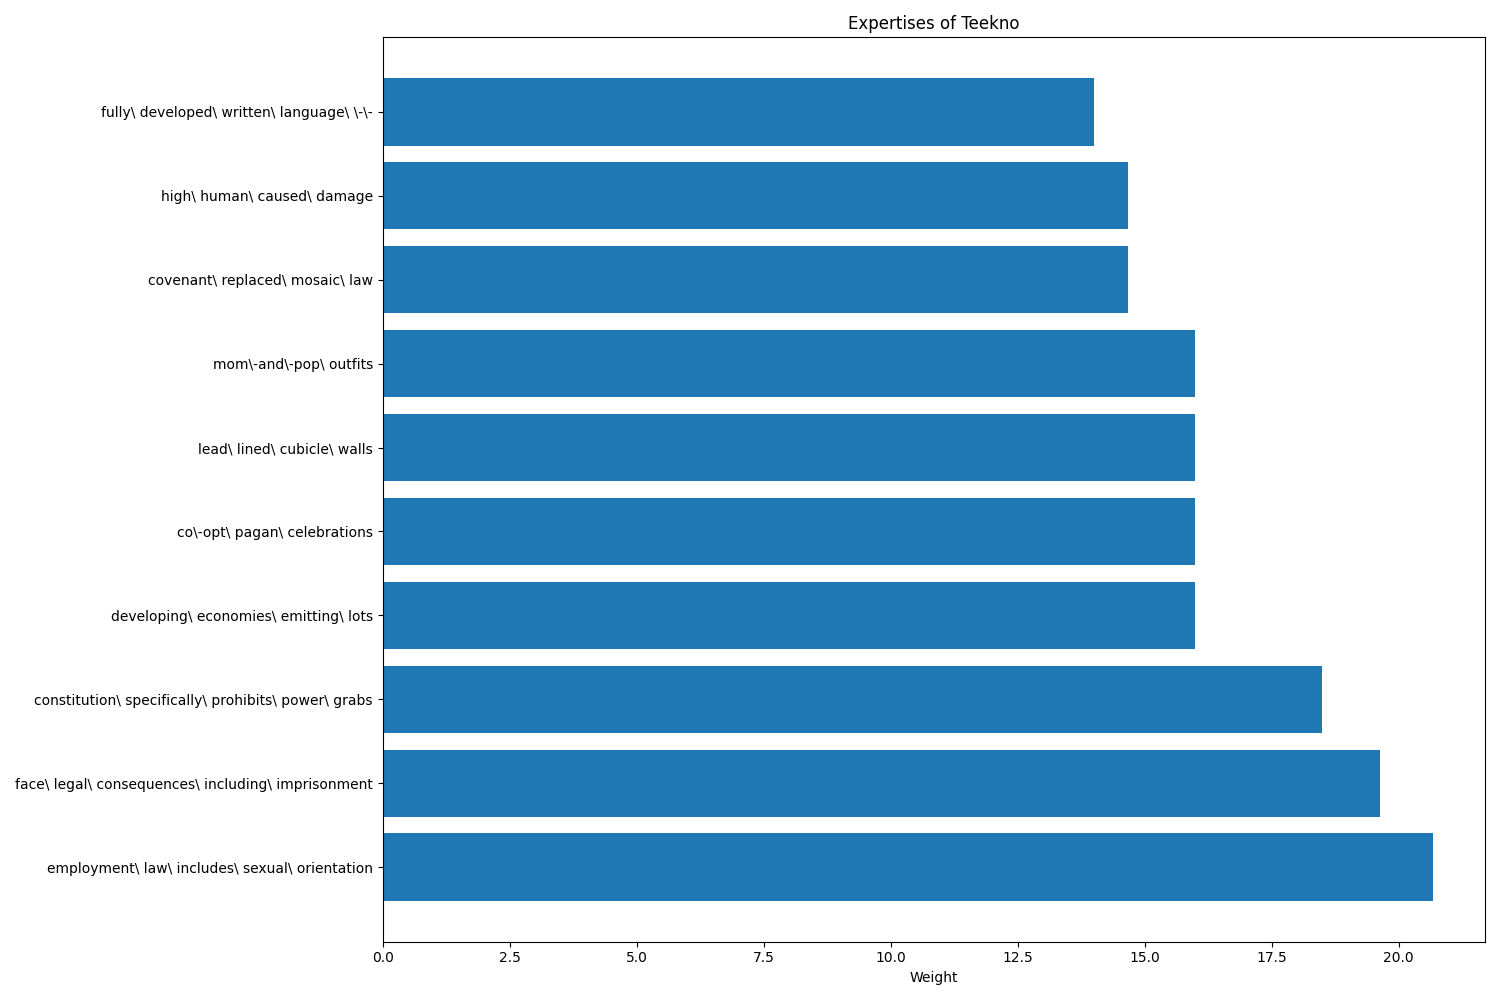 Expertises of Teekno
fully\ developed\ written\ language\ \-\-
high\ human\ caused\ damage
covenant\ replaced\ mosaic\ law
mom\-and\-pop\ outfits
lead\ lined\ cubicle\ walls
co\-opt\ pagan\ celebrations
developing\ economies\ emitting\ lots
constitution\ specifically\ prohibits\ power\ grabs
face\ legal\ consequences\ including\ imprisonment
employment\ law\ includes\ sexual\ orientation
0.0 2.5 5.0 7.5 10.0 12.5 15.0 17.5 20.0
Weight